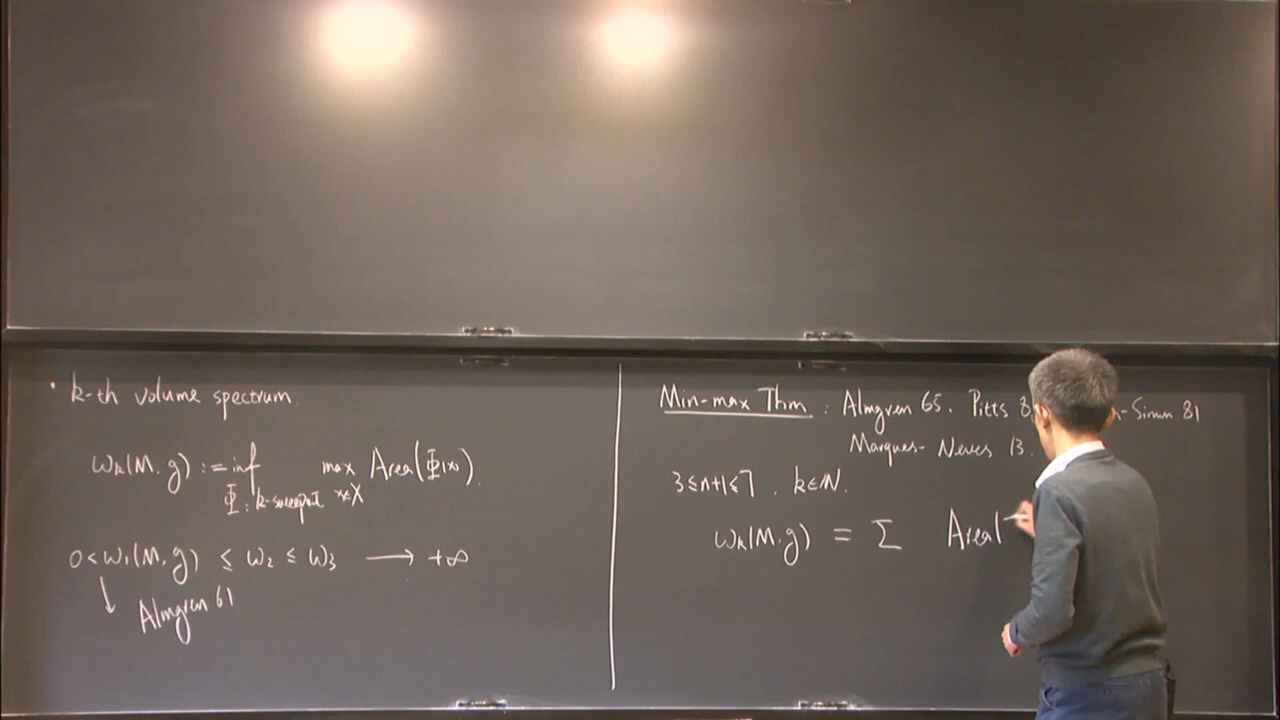 · k-th volume spectrum.
ωk(M, g) := inf max Area(Φ(x)).
Φ: k-sweepout x∈X
0 < ω1(M, g) ≤ ω2 ≤ ω3 ⟶ +∞
↓ Almgren 61
Min-max Thm : Almgren 65. Pitts 8 -Simon 81
Marques- Neves 13.
3≤n+1≤7 , k∈ℕ.
ωk(M, g) = Σ Area(